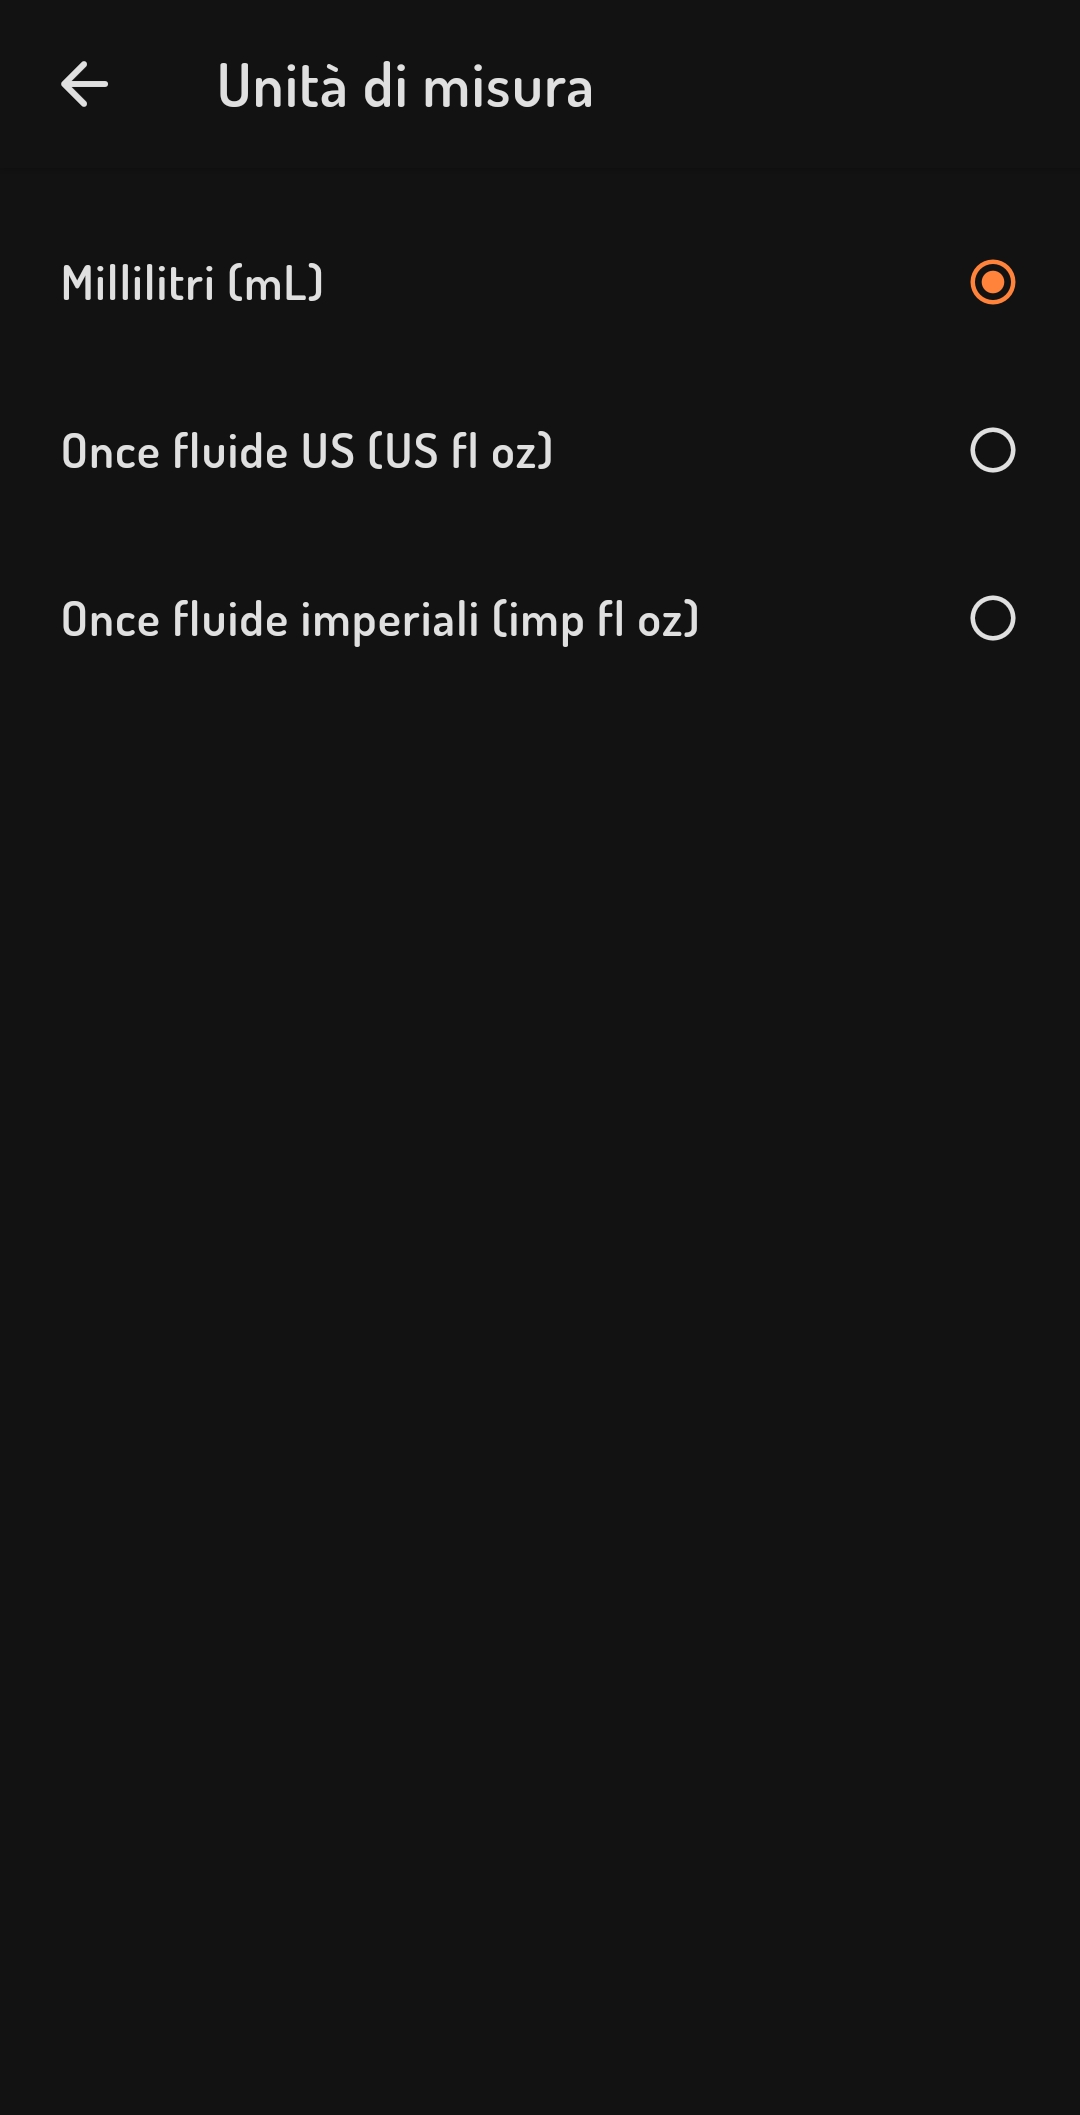 Unità di misura
Millilitri (mL)
Once fluide US (US fl oz)
Once fluide imperiali (imp fl oz)